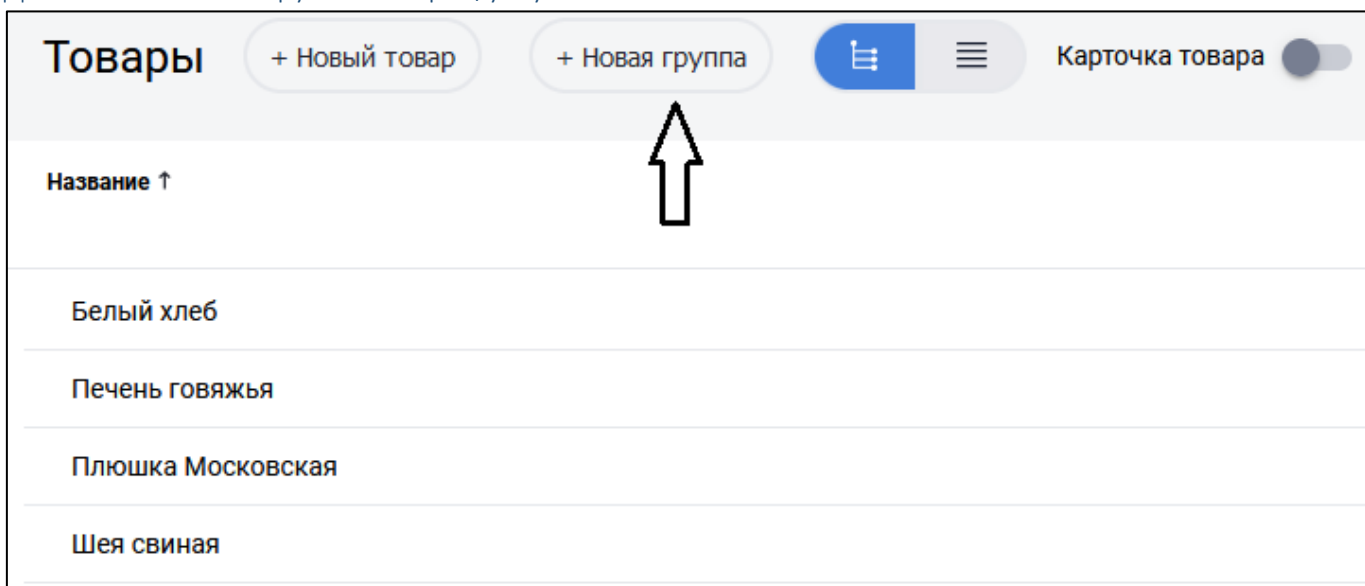 Товары + Новый товар + Новая группа Карточка товара
Название ↑
Белый хлеб
Печень говяжья
Плюшка Московская
Шея свиная